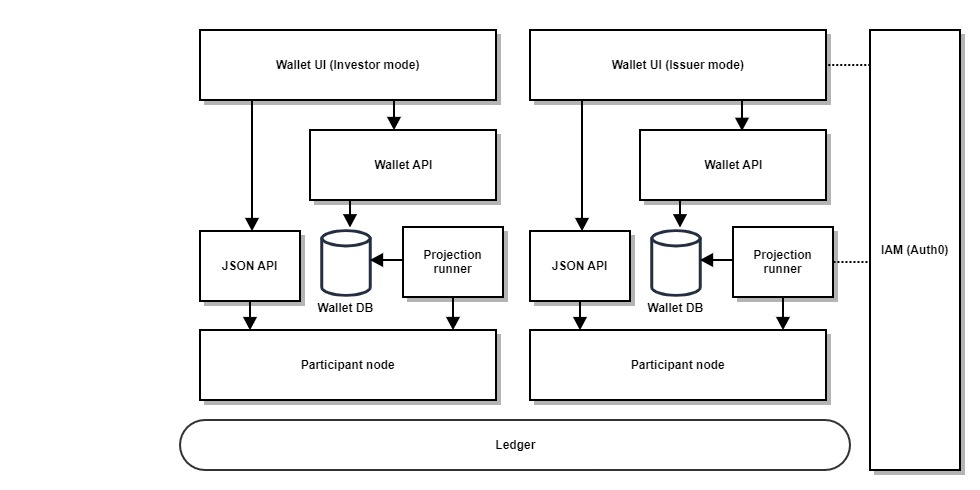 Wallet UI (Investor mode)
Wallet UI (Issuer mode)
Wallet API
Wallet API
JSON API
Projection
runner
JSON API
Projection
runner
IAM (Auth0)
Wallet DB
Wallet DB
Participant node
Participant node
Ledger